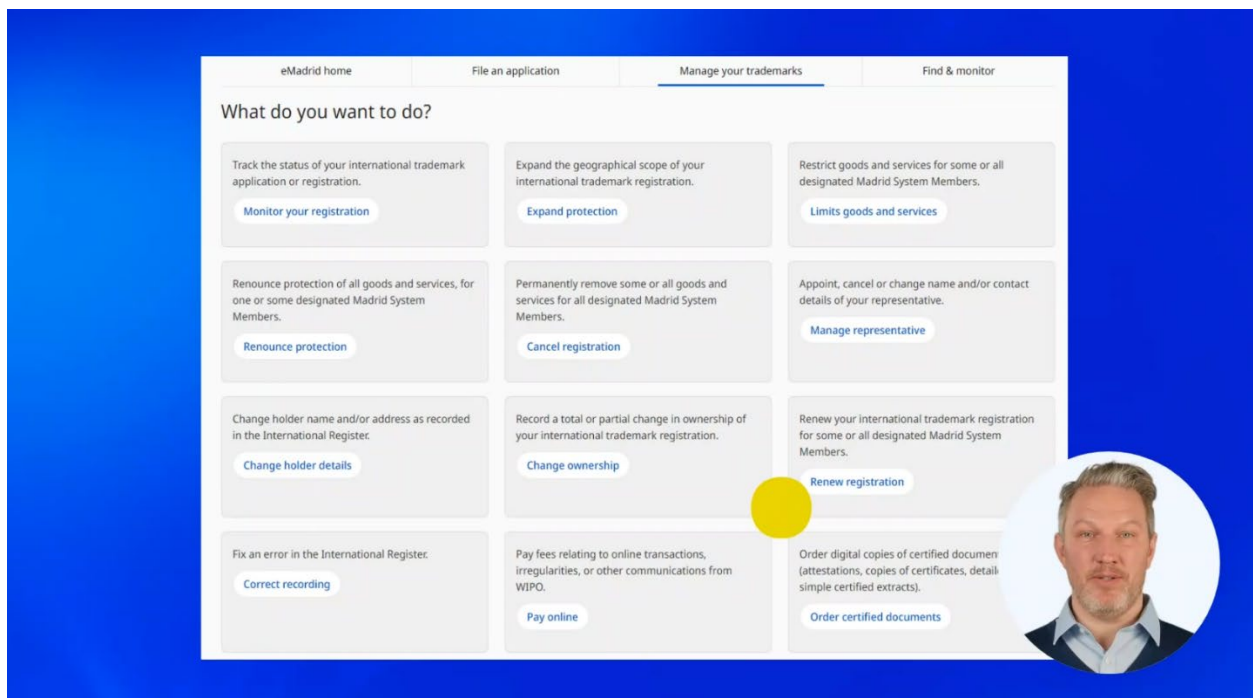 eMadrid home
File an application
Manage your trademarks
Find & monitor
What do you want to do?
Track the status of your international trademark
application or registration.
Monitor your registration
Expand the geographical scope of your
international trademark registration.
Expand protection
Restrict goods and services for some or all
designated Madrid System Members.
Limits goods and services
Renounce protection of all goods and services, for
one or some designated Madrid System
Members.
Renounce protection
Permanently remove some or all goods and
services for all designated Madrid System
Members.
Cancel registration
Appoint, cancel or change name and/or contact
details of your representative.
Manage representative
Change holder name and/or address as recorded
in the International Register.
Change holder details
Record a total or partial change in ownership of
your international trademark registration.
Change ownership
Renew your international trademark registration
for some or all designated Madrid System
Members.
Renew registration
Fix an error in the International Register.
Correct recording
Pay fees relating to online transactions,
irregularities, or other communications from
WIPO.
Pay online
Order digital copies of certified
(attestations, copies of certificates,
simple certified extracts).
Order certified documents